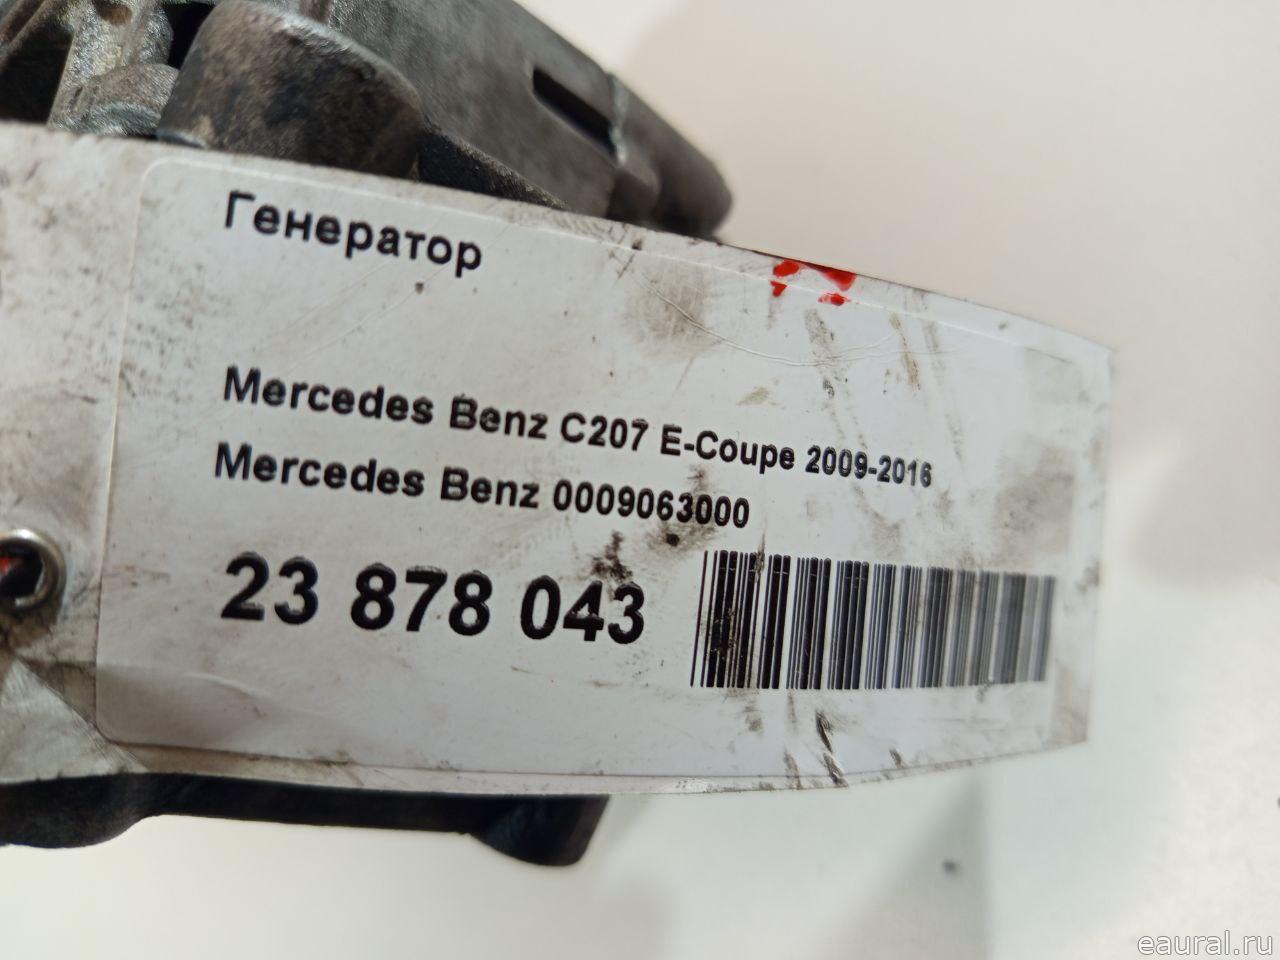 Генератор
Mercedes Benz C207 E-Coupe 2009-2016
Mercedes Benz 0009063000
23 878 043
eaural.ru